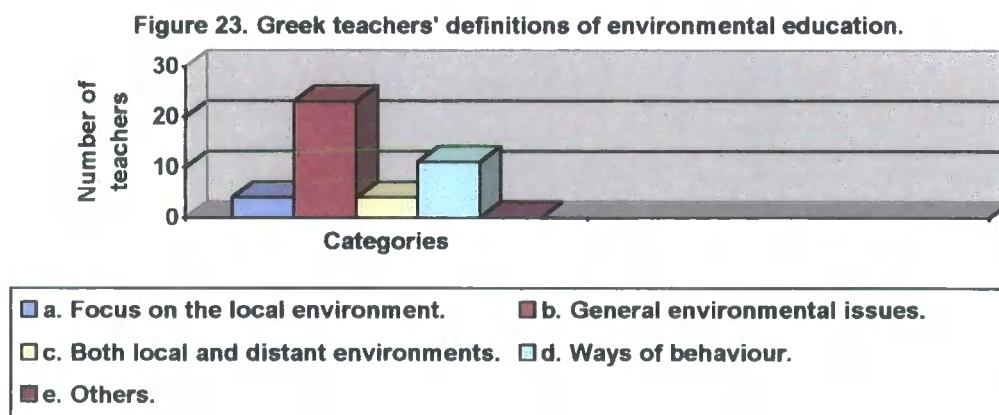 Figure 23. Greek teachers' definitions of environmental education.
30
20
10
0
Number of
teachers
Categories
a. Focus on the local environment.
b. General environmental issues.
c. Both local and distant environments.
d. Ways of behaviour.
e. Others.